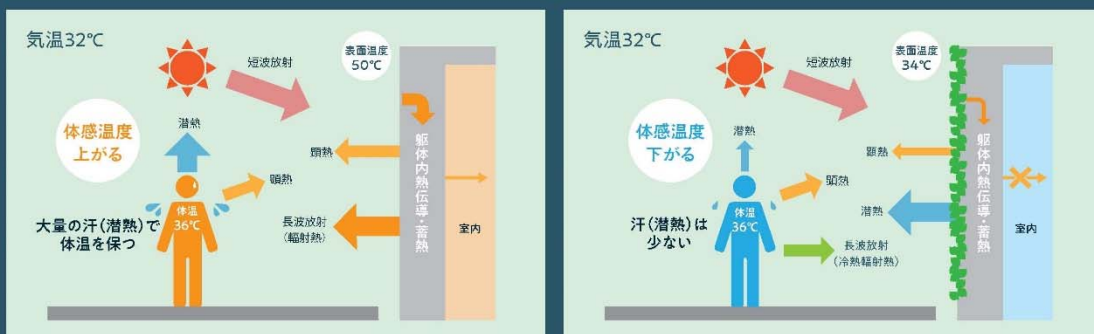 気温32℃
表面温度
50℃
短波放射
体感温度
上がる
潜熱
顕熱
顕熱
大量の汗(潜熱)で
体温を保つ
体温
36℃
長波放射
(輻射熱)
躯体内熱伝導・蓄熱
室内
気温32℃
表面温度
34℃
短波放射
体感温度
下がる
潜熱
顕熱
顕熱
潜熱
汗(潜熱)は
少ない
体温
36℃
長波放射
(冷熱輻射熱)
躯体内熱伝導・蓄熱
室内